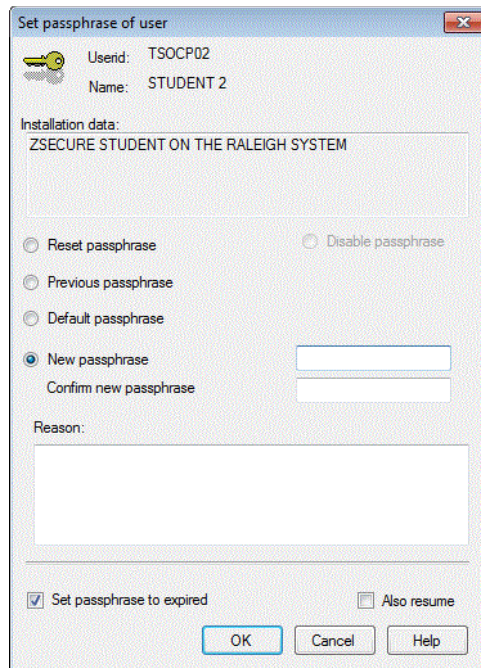 Set passphrase of user
Userid: TSOCP02
Name: STUDENT 2
Installation data:
ZSECURE STUDENT ON THE RALEIGH SYSTEM
Reset passphrase Disable passphrase
Previous passphrase
Default passphrase
New passphrase
Confirm new passphrase
Reason:
Set passphrase to expired Also resume
OK Cancel Help